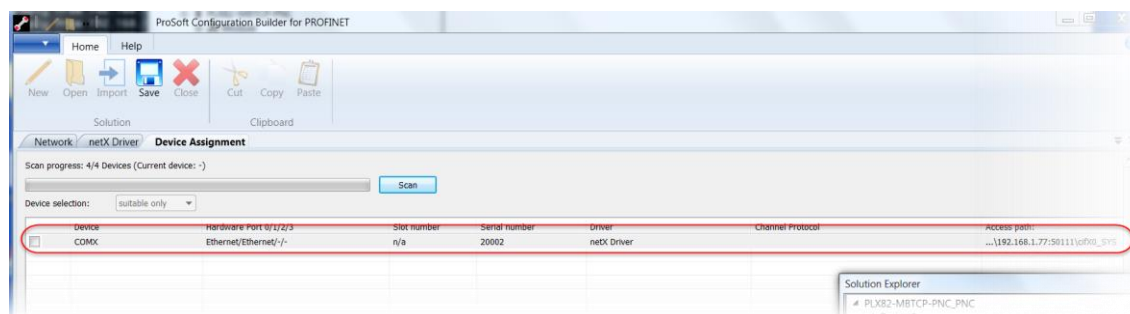 ProSoft Configuration Builder for PROFINET
Home Help
New Open Import Save Close Cut Copy Paste
Solution Clipboard
Network netX Driver Device Assignment
Scan progress: 4/4 Devices (Current device: -)
Scan
Device selection: suitable only
Device Hardware Port 0/1/2/3 Slot number Serial number Driver Channel Protocol Access path:
COMX Ethernet/Ethernet/-/- n/a 20002 netX Driver ...\192.168.1.77:50111\cifX0_SYS
Solution Explorer
PLX82-MBTCP-PNC_PNC